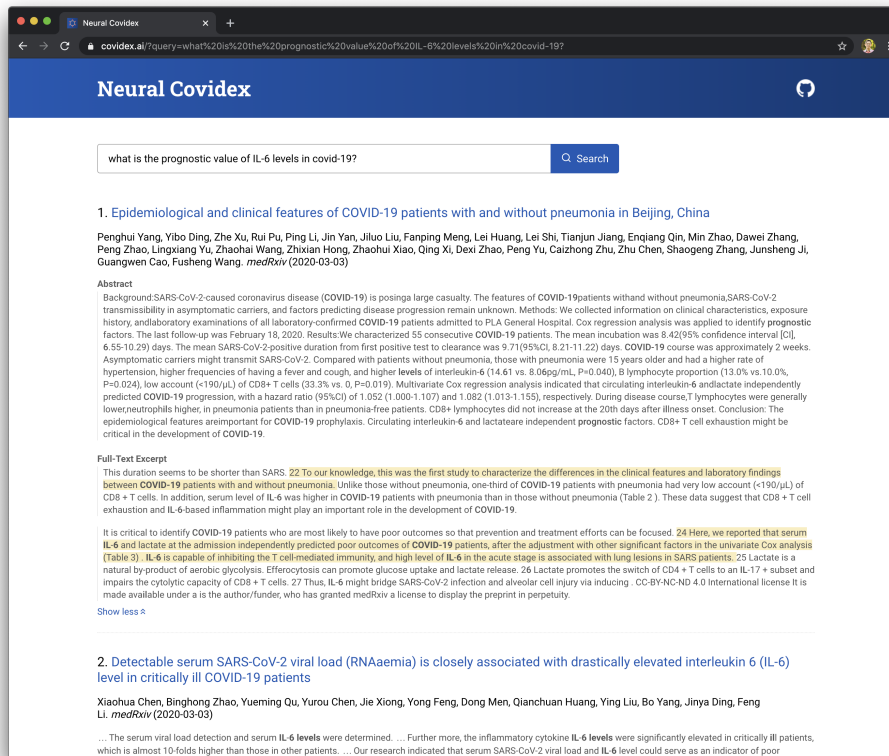 Neural Covidex
covidex.ai/?query=what%20is%20the%20prognostic%20value%20of%20IL-6%20levels%20in%20covid-19?
Neural Covidex
what is the prognostic value of IL-6 levels in covid-19?
Search
1. Epidemiological and clinical features of COVID-19 patients with and without pneumonia in Beijing, China
Penghui Yang, Yibo Ding, Zhe Xu, Rui Pu, Ping Li, Jin Yan, Jiluo Liu, Fanping Meng, Lei Huang, Lei Shi, Tianjun Jiang, Enqiang Qin, Min Zhao, Dawei Zhang,
Peng Zhao, Lingxiang Yu, Zhaohai Wang, Zhixian Hong, Zhaohui Xiao, Qing Xi, Dexi Zhao, Peng Yu, Caizhong Zhu, Zhu Chen, Shaogeng Zhang, Junsheng Ji,
Guangwen Cao, Fusheng Wang. medRxiv (2020-03-03)
Abstract
Background:SARS-CoV-2-caused coronavirus disease (COVID-19) is posinga large casualty. The features of COVID-19patients withand without pneumonia,SARS-CoV-2
transmissibility in asymptomatic carriers, and factors predicting disease progression remain unknown. Methods: We collected information on clinical characteristics, exposure
history, andlaboratory examinations of all laboratory-confirmed COVID-19 patients admitted to PLA General Hospital. Cox regression analysis was applied to identify prognostic
factors. The last follow-up was February 18, 2020. Results:We characterized 55 consecutive COVID-19 patients. The mean incubation was 8.42(95% confidence interval [CI],
6.55-10.29) days. The mean SARS-CoV-2-positive duration from first positive test to clearance was 9.71(95%CI, 8.21-11.22) days. COVID-19 course was approximately 2 weeks.
Asymptomatic carriers might transmit SARS-CoV-2. Compared with patients without pneumonia, those with pneumonia were 15 years older and had a higher rate of
hypertension, higher frequencies of having a fever and cough, and higher levels of interleukin-6 (14.61 vs. 8.06pg/mL, P=0.040), B lymphocyte proportion (13.0% vs.10.0%,
P=0.024), low account (<190/µL) of CD8+ T cells (33.3% vs. 0, P=0.019). Multivariate Cox regression analysis indicated that circulating interleukin-6 andlactate independently
predicted COVID-19 progression, with a hazard ratio (95%CI) of 1.052 (1.000-1.107) and 1.082 (1.013-1.155), respectively. During disease course,T lymphocytes were generally
lower,neutrophils higher, in pneumonia patients than in pneumonia-free patients. CD8+ lymphocytes did not increase at the 20th days after illness onset. Conclusion: The
epidemiological features areimportant for COVID-19 prophylaxis. Circulating interleukin-6 and lactateare independent prognostic factors. CD8+ T cell exhaustion might be
critical in the development of COVID-19.
Full-Text Excerpt
This duration seems to be shorter than SARS. 22 To our knowledge, this was the first study to characterize the differences in the clinical features and laboratory findings
between COVID-19 patients with and without pneumonia. Unlike those without pneumonia, one-third of COVID-19 patients with pneumonia had very low account (<190/µL) of
CD8 + T cells. In addition, serum level of IL-6 was higher in COVID-19 patients with pneumonia than in those without pneumonia (Table 2 ). These data suggest that CD8 + T cell
exhaustion and IL-6-based inflammation might play an important role in the development of COVID-19.
It is critical to identify COVID-19 patients who are most likely to have poor outcomes so that prevention and treatment efforts can be focused. 24 Here, we reported that serum
IL-6 and lactate at the admission independently predicted poor outcomes of COVID-19 patients, after the adjustment with other significant factors in the univariate Cox analysis
(Table 3) . IL-6 is capable of inhibiting the T cell-mediated immunity, and high level of IL-6 in the acute stage is associated with lung lesions in SARS patients. 25 Lactate is a
natural by-product of aerobic glycolysis. Efferocytosis can promote glucose uptake and lactate release. 26 Lactate promotes the switch of CD4 + T cells to an IL-17 + subset and
impairs the cytolytic capacity of CD8 + T cells. 27 Thus, IL-6 might bridge SARS-CoV-2 infection and alveolar cell injury via inducing . CC-BY-NC-ND 4.0 International license It is
made available under a is the author/funder, who has granted medRxiv a license to display the preprint in perpetuity.
Show less
2. Detectable serum SARS-CoV-2 viral load (RNAaemia) is closely associated with drastically elevated interleukin 6 (IL-6)
level in critically ill COVID-19 patients
Xiaohua Chen, Binghong Zhao, Yueming Qu, Yurou Chen, Jie Xiong, Yong Feng, Dong Men, Qianchuan Huang, Ying Liu, Bo Yang, Jinya Ding, Feng
Li. medRxiv (2020-03-03)
... The serum viral load detection and serum IL-6 levels were determined. ... Further more, the inflammatory cytokine IL-6 levels were significantly elevated in critically ill patients,
which is almost 10-folds higher than those in other patients. ... Our research indicated that serum SARS-CoV-2 viral load and IL-6 level could serve as an indicator of poor